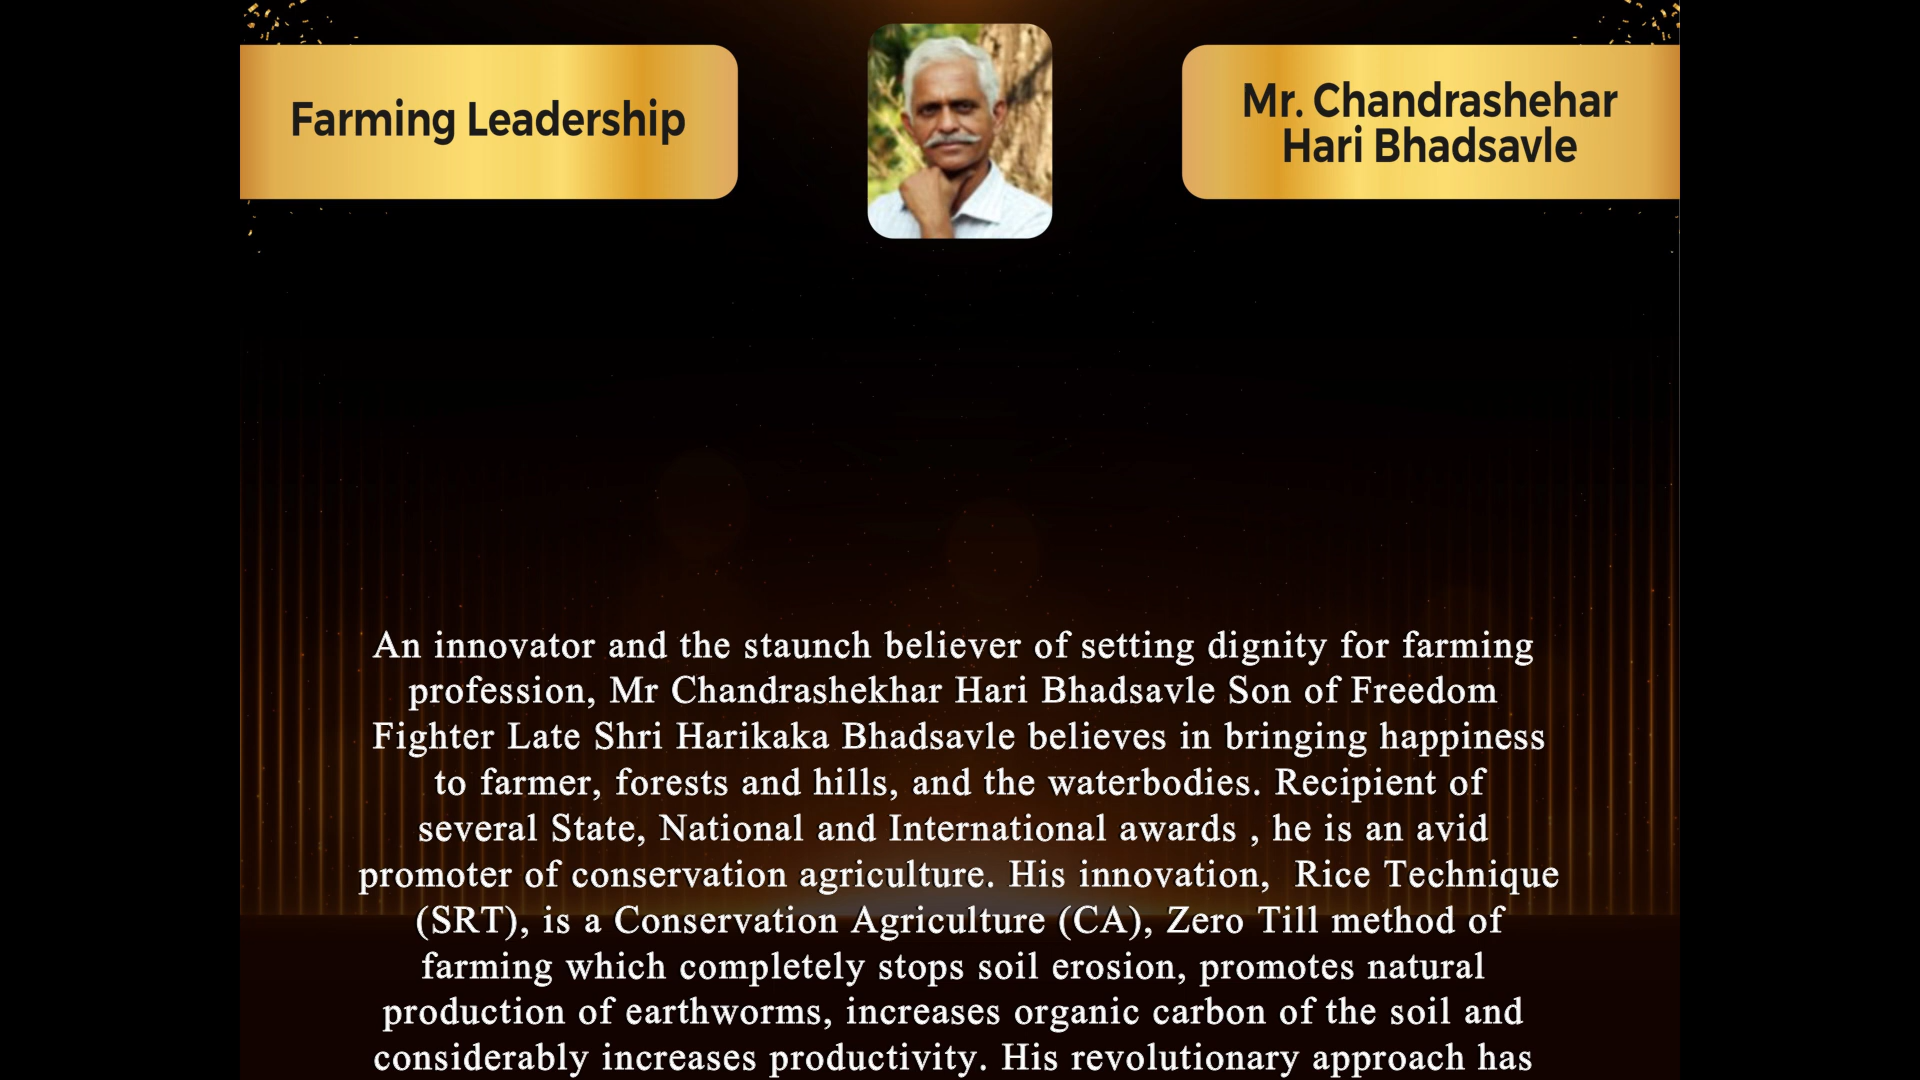 Farming Leadership
Mr. Chandrashehar
Hari Bhadsavle
An innovator and the staunch believer of setting dignity for farming
profession, Mr Chandrashekhar Hari Bhadsavle Son of Freedom
Fighter Late Shri Harikaka Bhadsavle believes in bringing happiness
to farmer, forests and hills, and the waterbodies. Recipient of
several State, National and International awards , he is an avid
promoter of conservation agriculture. His innovation,  Rice Technique
(SRT), is a Conservation Agriculture (CA), Zero Till method of
farming which completely stops soil erosion, promotes natural
production of earthworms, increases organic carbon of the soil and
considerably increases productivity. His revolutionary approach has